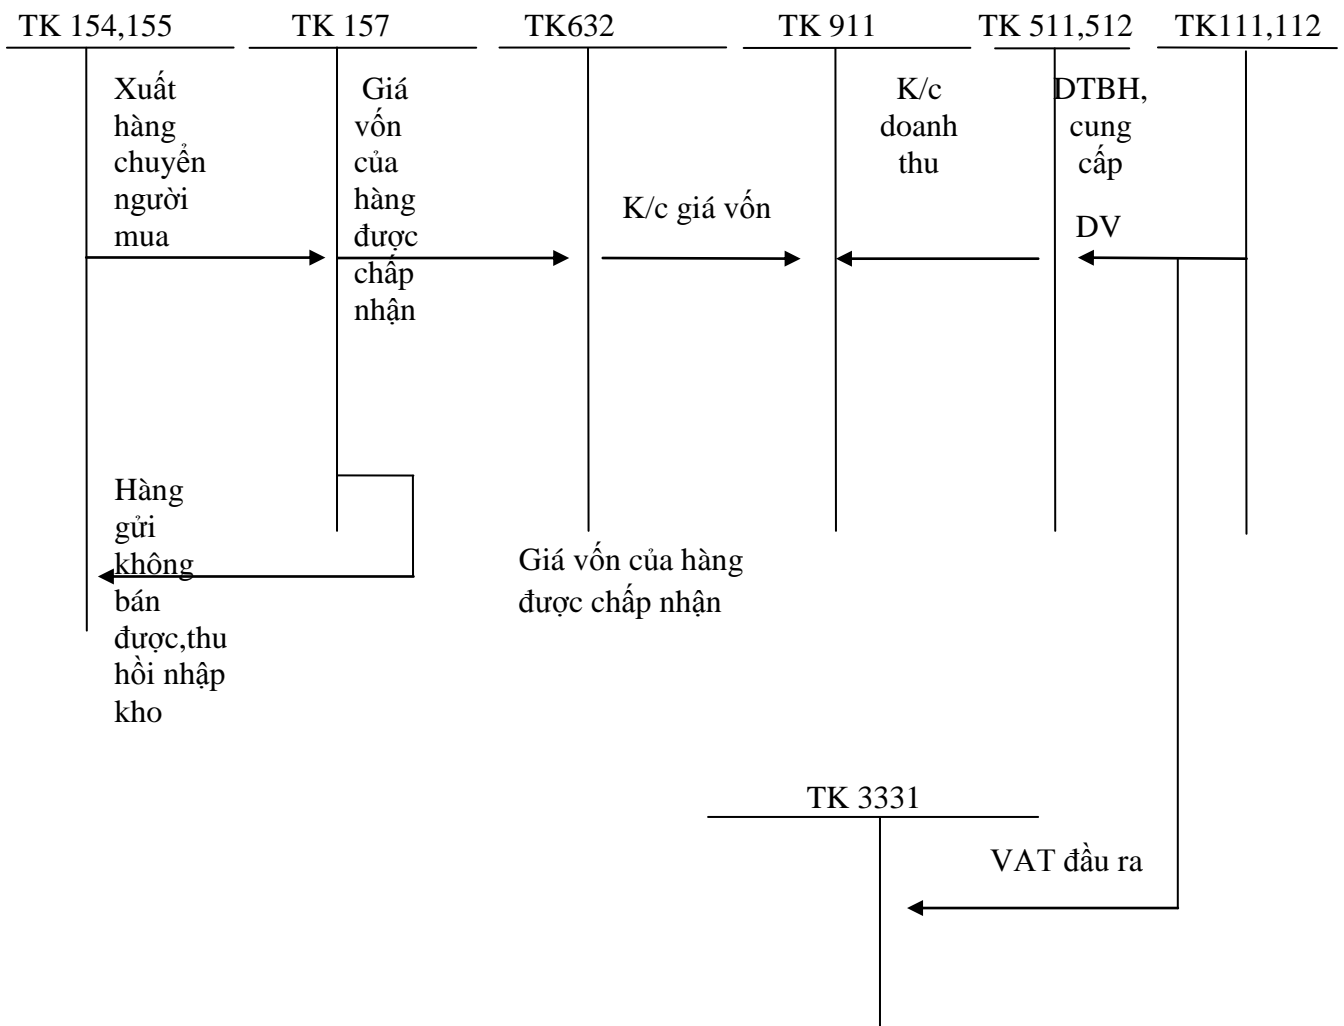 TK 154,155
TK 157
TK632
TK 911
TK 511,512
TK111,112
Xuất
hàng
chuyển
người
mua
Giá
vốn
của
hàng
được
chấp
nhận
K/c giá vốn
K/c
doanh
thu
DTBH,
cung
cấp
DV
Hàng
gửi
không
bán
được,thu
hồi nhập
kho
Giá vốn của hàng
được chấp nhận
TK 3331
VAT đầu ra